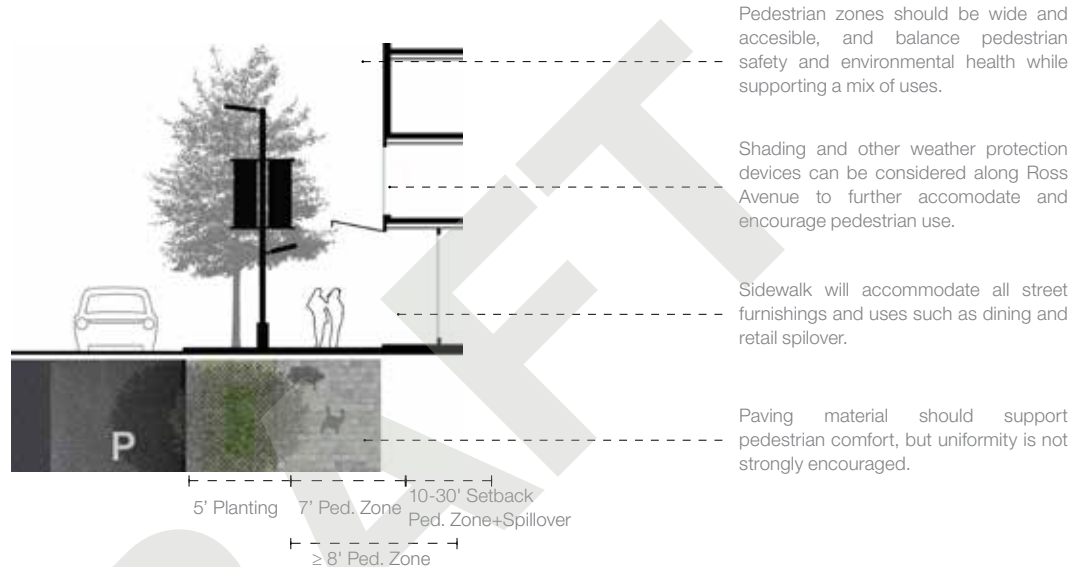 Pedestrian zones should be wide and
accesible, and balance pedestrian
safety and environmental health while
supporting a mix of uses.
Shading and other weather protection
devices can be considered along Ross
Avenue to further accomodate and
encourage pedestrian use.
Sidewalk will accommodate all street
furnishings and uses such as dining and
retail spilover.
Paving material should support
pedestrian comfort, but uniformity is not
strongly encouraged.
P
5' Planting
7' Ped. Zone
10-30' Setback
Ped. Zone+Spillover
≥ 8' Ped. Zone
RAFT